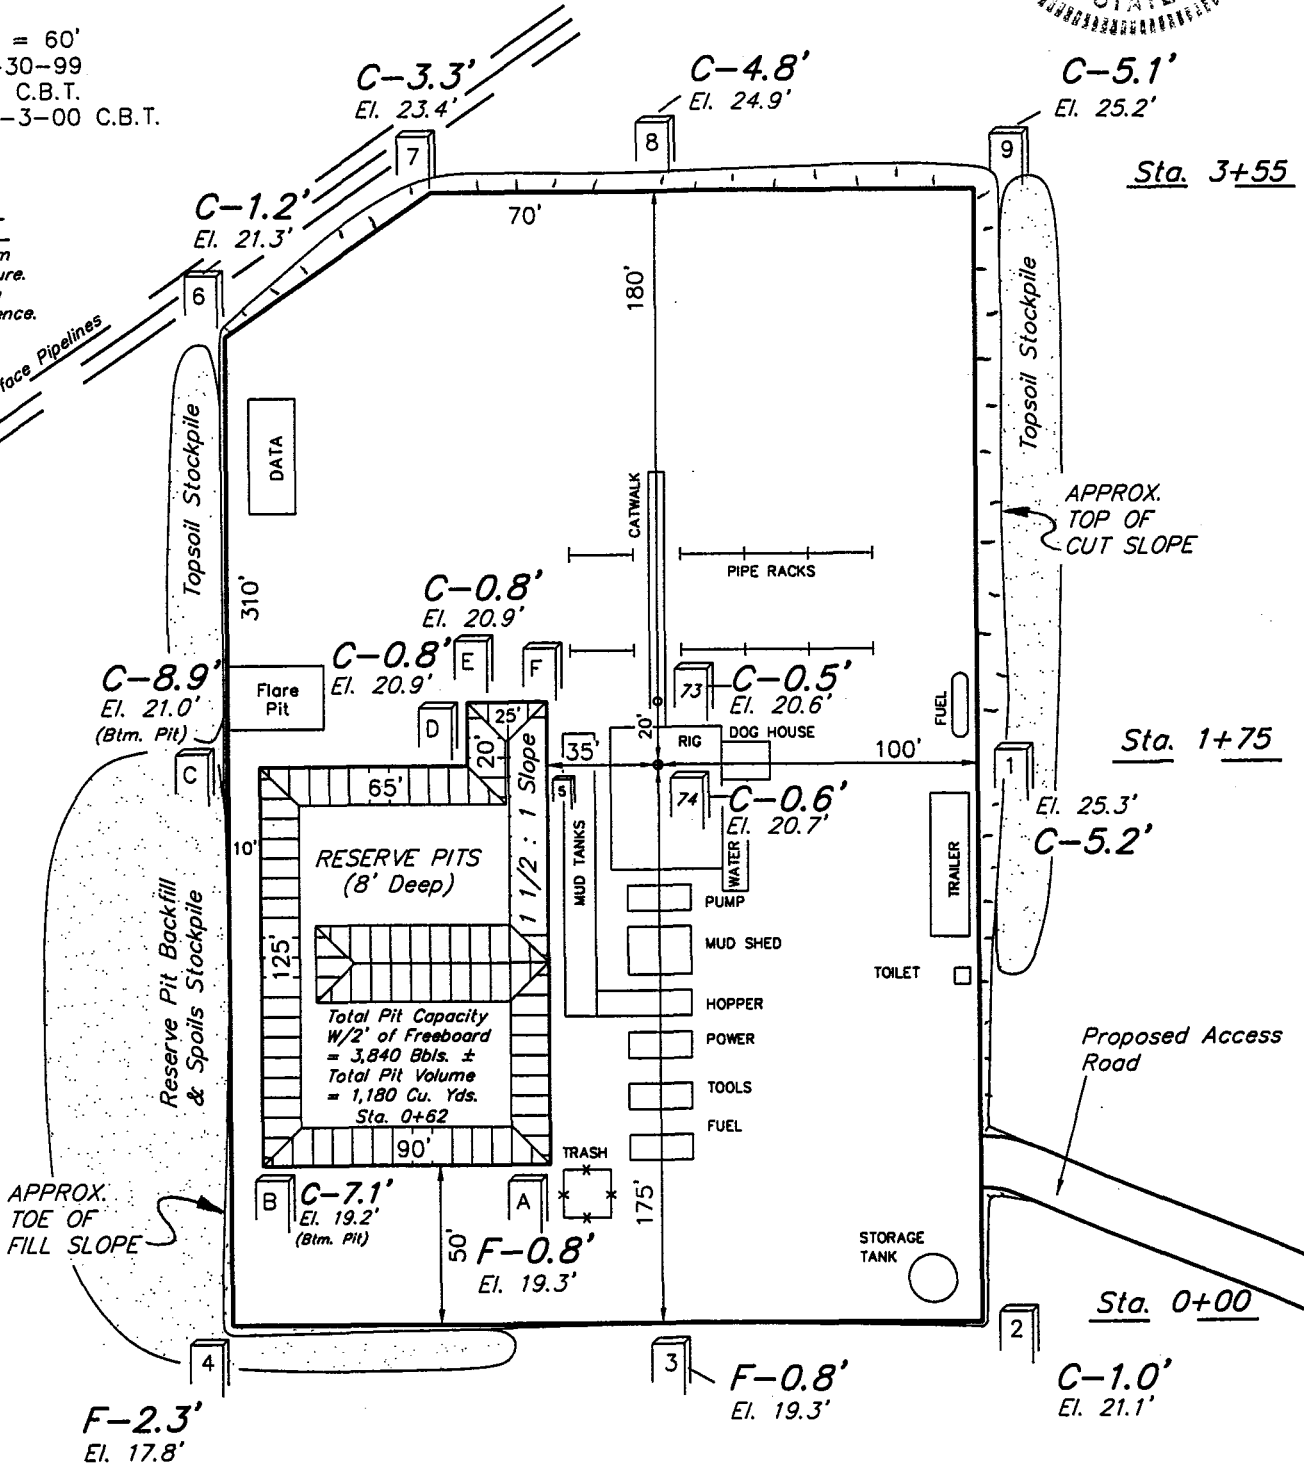 STATE
= 60'
-30-99
C.B.T.
-3-00 C.B.T.
C-3.3'
El. 23.4'
C-4.8'
El. 24.9'
C-5.1'
El. 25.2'
7
8
9
Sta. 3+55
C-1.2'
El. 21.3'
70'
ure.
ence.
6
180'
face Pipelines
Topsoil Stockpile
Topsoil Stockpile
DATA
CATWALK
APPROX.
TOP OF
CUT SLOPE
PIPE RACKS
310'
C-0.8'
El. 20.9'
C-0.8'
El. 20.9'
E
F
C-8.9'
El. 21.0'
(Btm. Pit)
Flare
Pit
73
C-0.5'
El. 20.6'
FUEL
D
25'
20'
1 1/2 : 1 Slope
35'
20'
RIG
DOG HOUSE
100'
Sta. 1+75
C
65'
S
74
C-0.6'
El. 20.7'
1
El. 25.3'
C-5.2'
10'
RESERVE PITS
(8' Deep)
MUD TANKS
WATER
TRAILER
PUMP
MUD SHED
Reserve Pit Backfill
& Spoils Stockpile
125'
TOILET
HOPPER
Total Pit Capacity
W/2' of Freeboard
= 3,840 Bbls. ±
Total Pit Volume
= 1,180 Cu. Yds.
Sta. 0+62
POWER
TOOLS
FUEL
Proposed Access
Road
90'
TRASH
APPROX.
TOE OF
FILL SLOPE
B
C-7.1'
El. 19.2'
(Btm. Pit)
A
175'
50'
F-0.8'
El. 19.3'
STORAGE
TANK
Sta. 0+00
4
3
2
F-2.3'
El. 17.8'
F-0.8'
El. 19.3'
C-1.0'
El. 21.1'